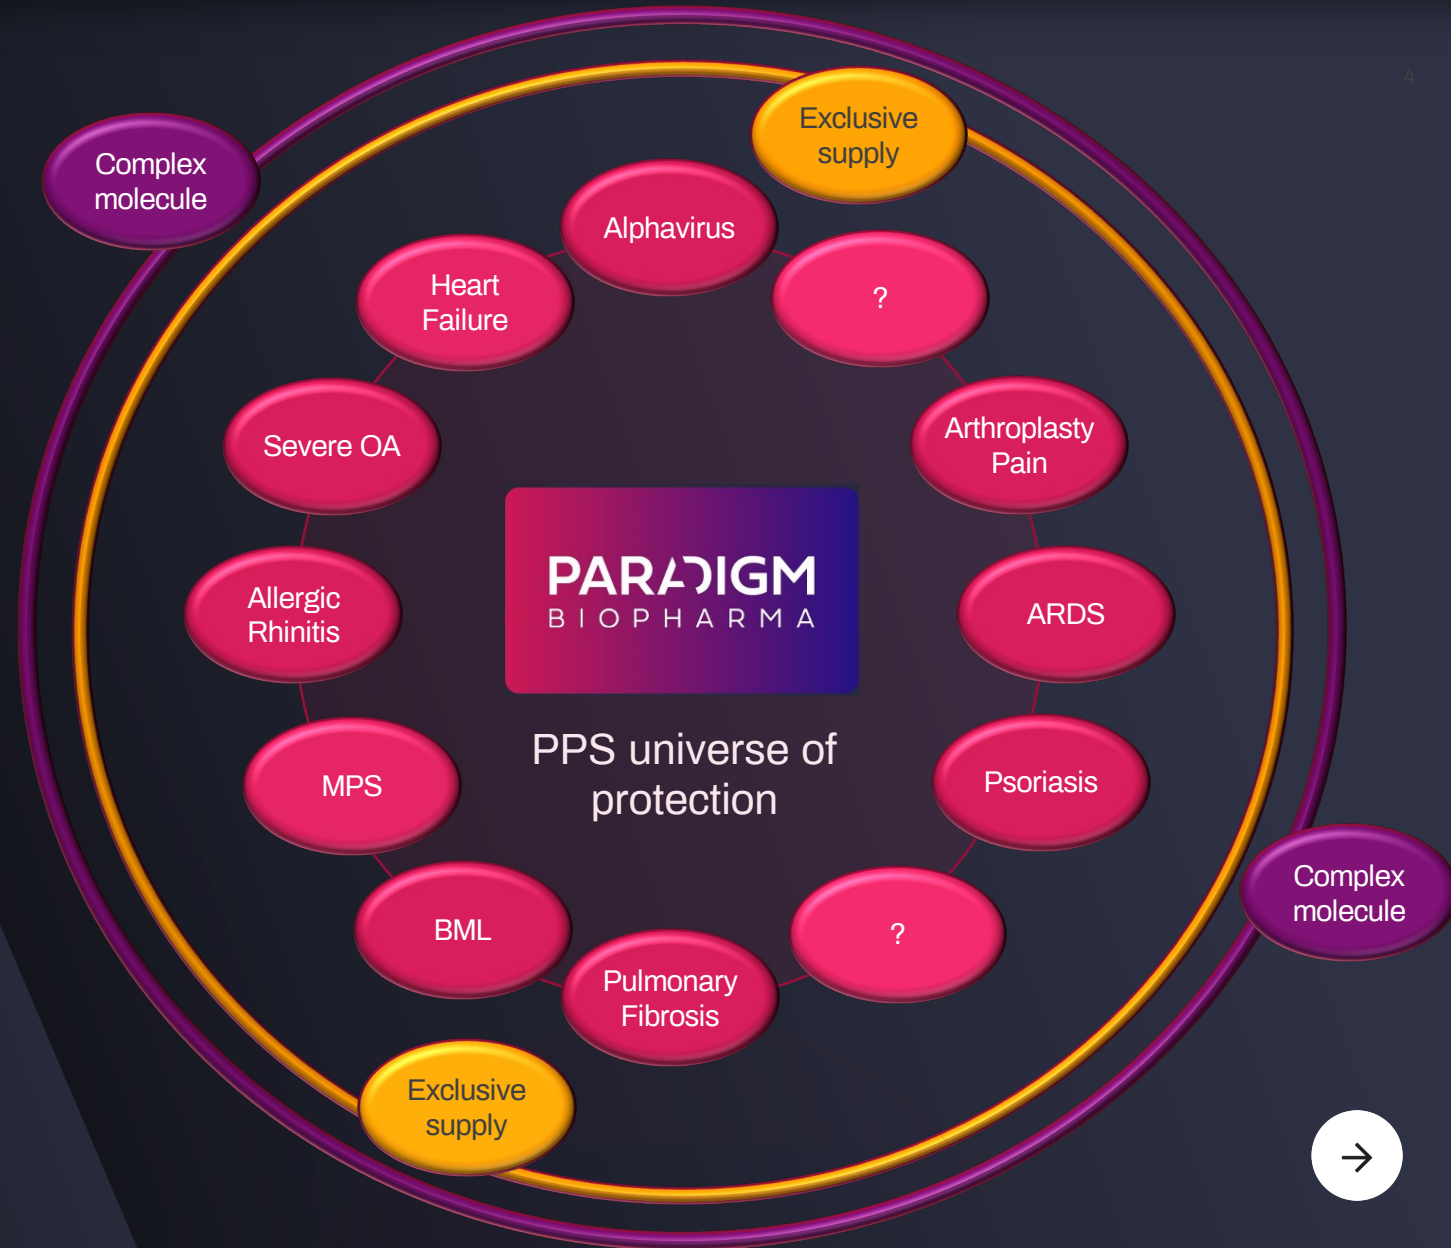 4
Exclusive
supply
Complex
molecule
Alphavirus
Heart
Failure
?
Arthroplasty
Pain
Severe OA
Allergic
Rhinitis
PARADIGM
BIOPHARMA
ARDS
PPS universe of
protection
MPS
Psoriasis
Complex
molecule
BML
?
Pulmonary
Fibrosis
Exclusive
supply